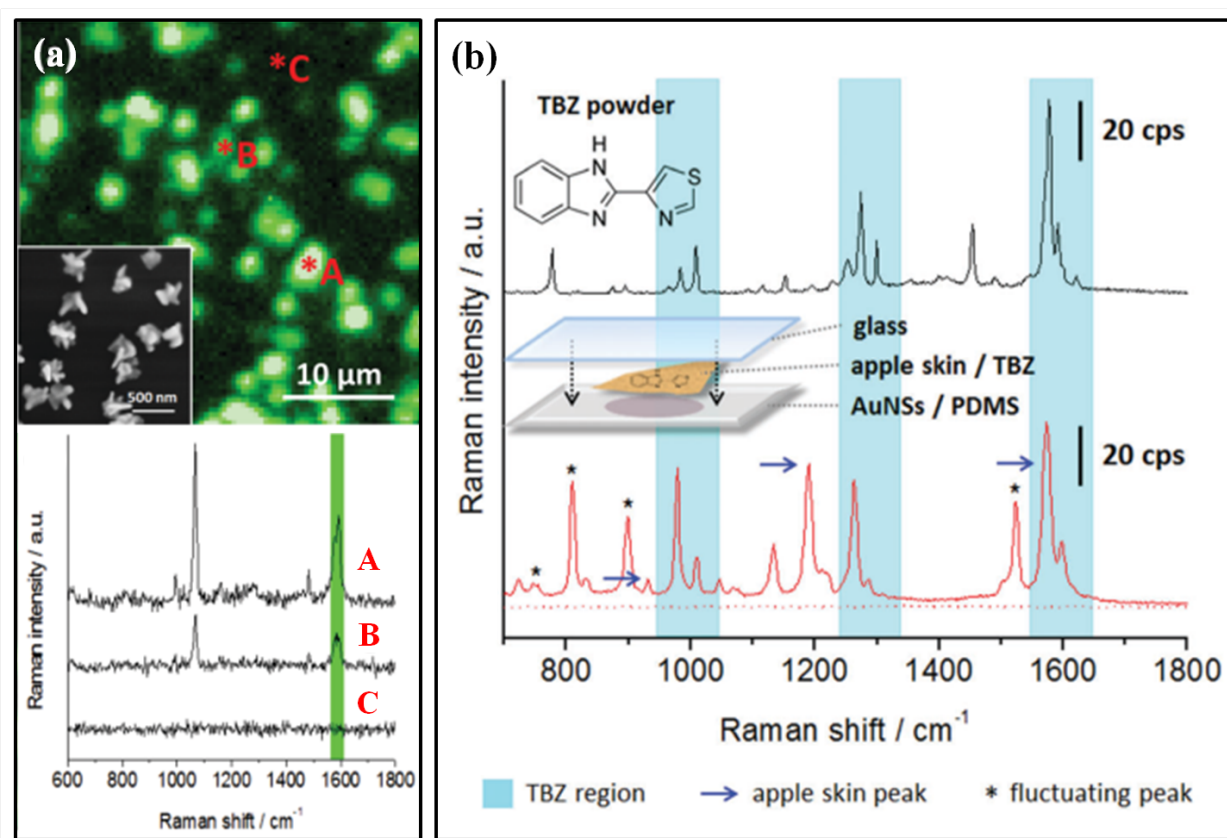 (a)
*C
*B
*A
10 µm
500 nm
Raman intensity / a.u.
A
B
C
600 800 1000 1200 1400 1600 1800
Raman shift / cm-1
(b)
TBZ powder
20 cps
H
N
S
N
N
glass
apple skin / TBZ
AuNSs / PDMS
20 cps
* * * *
Raman intensity / a.u.
800 1000 1200 1400 1600 1800
Raman shift / cm-1
TBZ region → apple skin peak * fluctuating peak